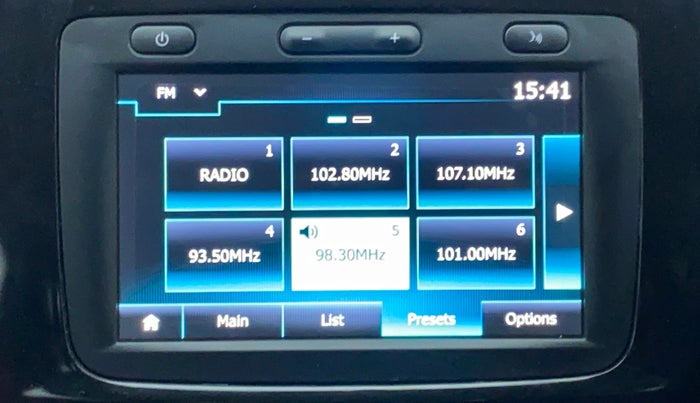 FM 15:41
1 2 3
RADIO 102.80MHz 107.10MHz
4 5 6
93.50MHz 98.30MHz 101.00MHz
Main List Presets Options